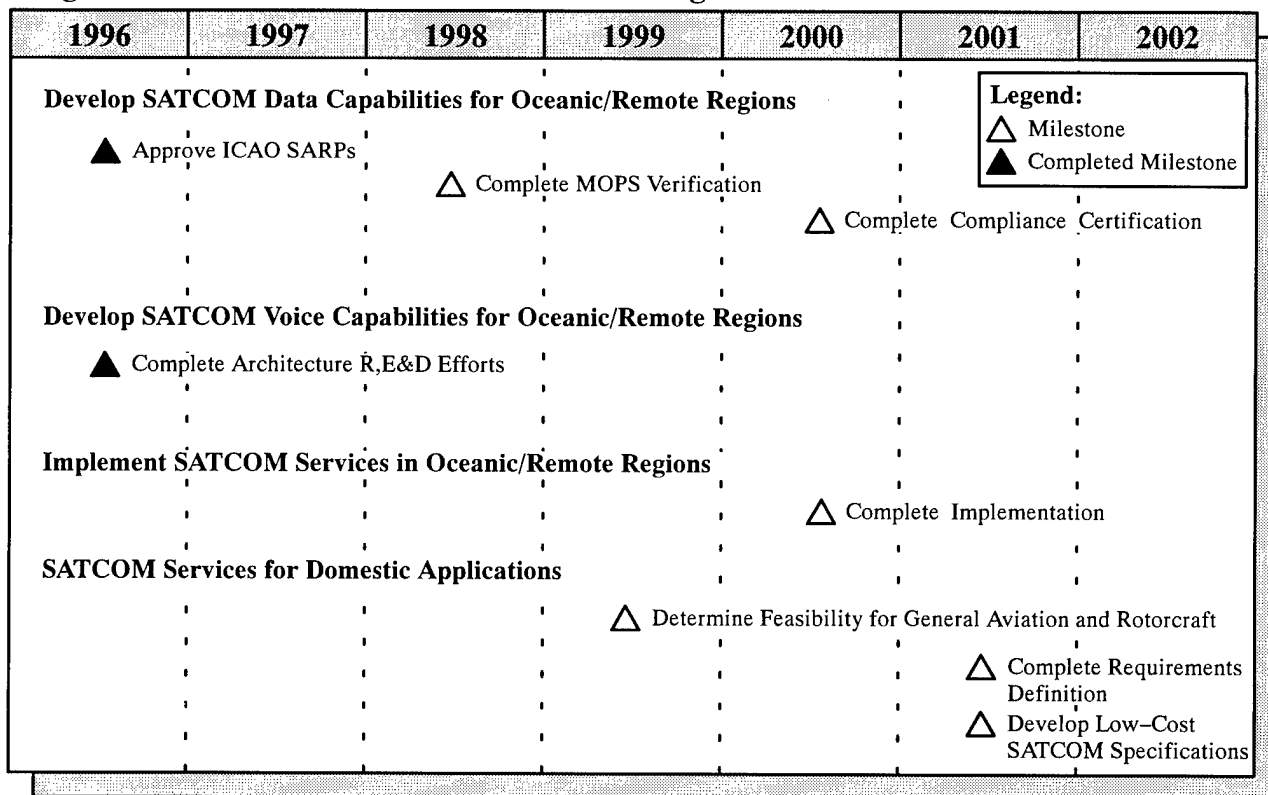 1996 1997 1998 1999 2000 2001 2002
Develop SATCOM Data Capabilities for Oceanic/Remote Regions
Legend:
Milestone
Completed Milestone
Approve ICAO SARPs
Complete MOPS Verification
Complete Compliance Certification
Develop SATCOM Voice Capabilities for Oceanic/Remote Regions
Complete Architecture R,E&D Efforts
Implement SATCOM Services in Oceanic/Remote Regions
Complete Implementation
SATCOM Services for Domestic Applications
Determine Feasibility for General Aviation and Rotorcraft
Complete Requirements
Definition
Develop Low–Cost
SATCOM Specifications